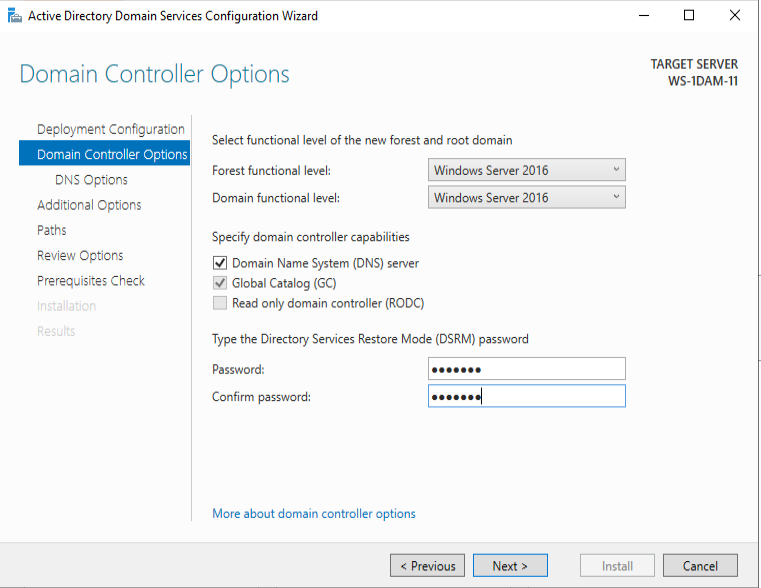 Active Directory Domain Services Configuration Wizard
Domain Controller Options
TARGET SERVER
WS-1DAM-11
Deployment Configuration
Domain Controller Options
DNS Options
Additional Options
Paths
Review Options
Prerequisites Check
Installation
Results
Select functional level of the new forest and root domain
Forest functional level: Windows Server 2016
Domain functional level: Windows Server 2016
Specify domain controller capabilities
Domain Name System (DNS) server
Global Catalog (GC)
Read only domain controller (RODC)
Type the Directory Services Restore Mode (DSRM) password
Password: •••••••
Confirm password: •••••••
More about domain controller options
< Previous Next > Install Cancel